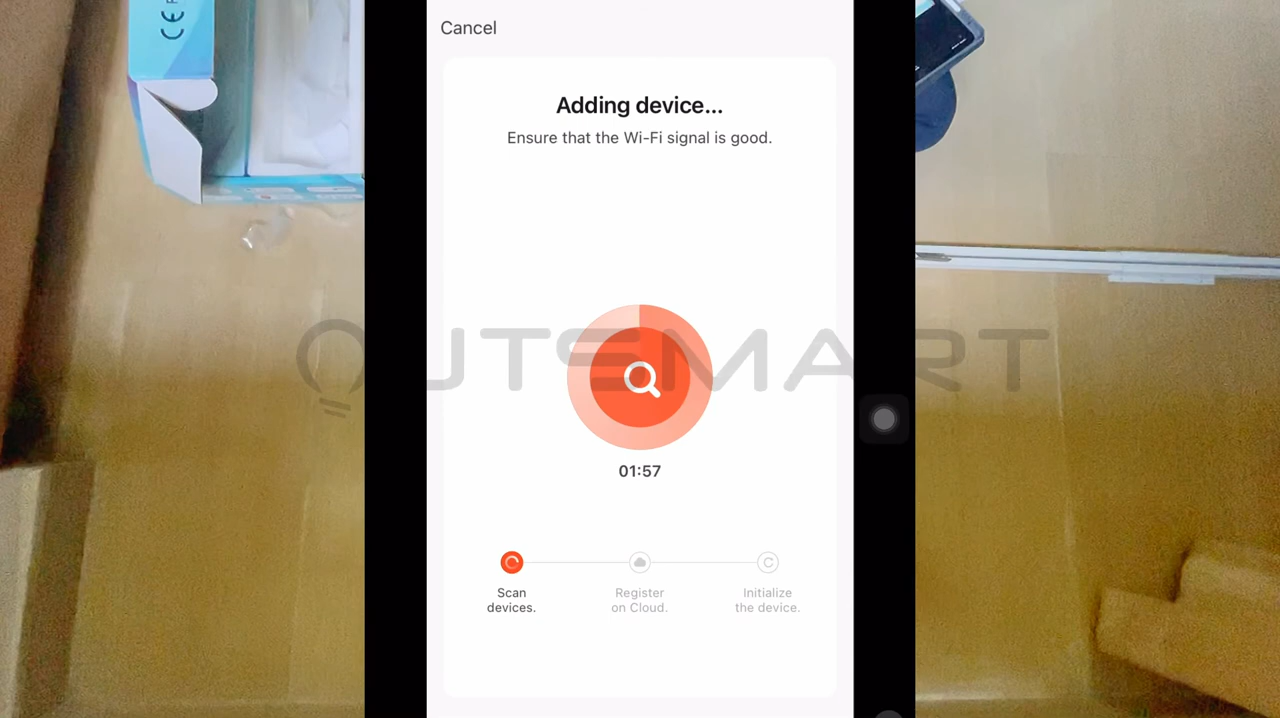 Cancel
Adding device...
Ensure that the Wi-Fi signal is good.
OUTSMART
01:57
Scan
devices.
Register
on Cloud.
Initialize
the device.